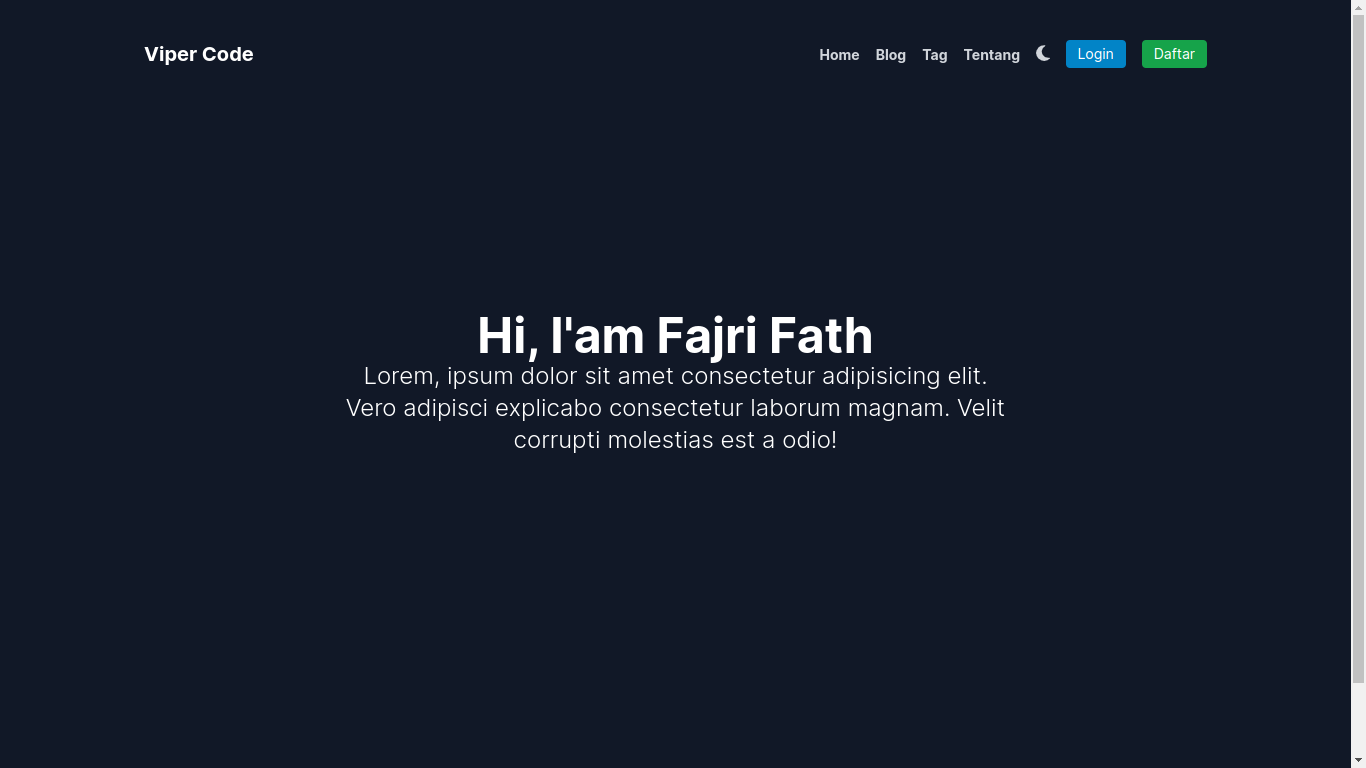 Viper Code
Home Blog Tag Tentang Login Daftar
Hi, I'am Fajri Fath
Lorem, ipsum dolor sit amet consectetur adipisicing elit.
Vero adipisci explicabo consectetur laborum magnam. Velit
corrupti molestias est a odio!